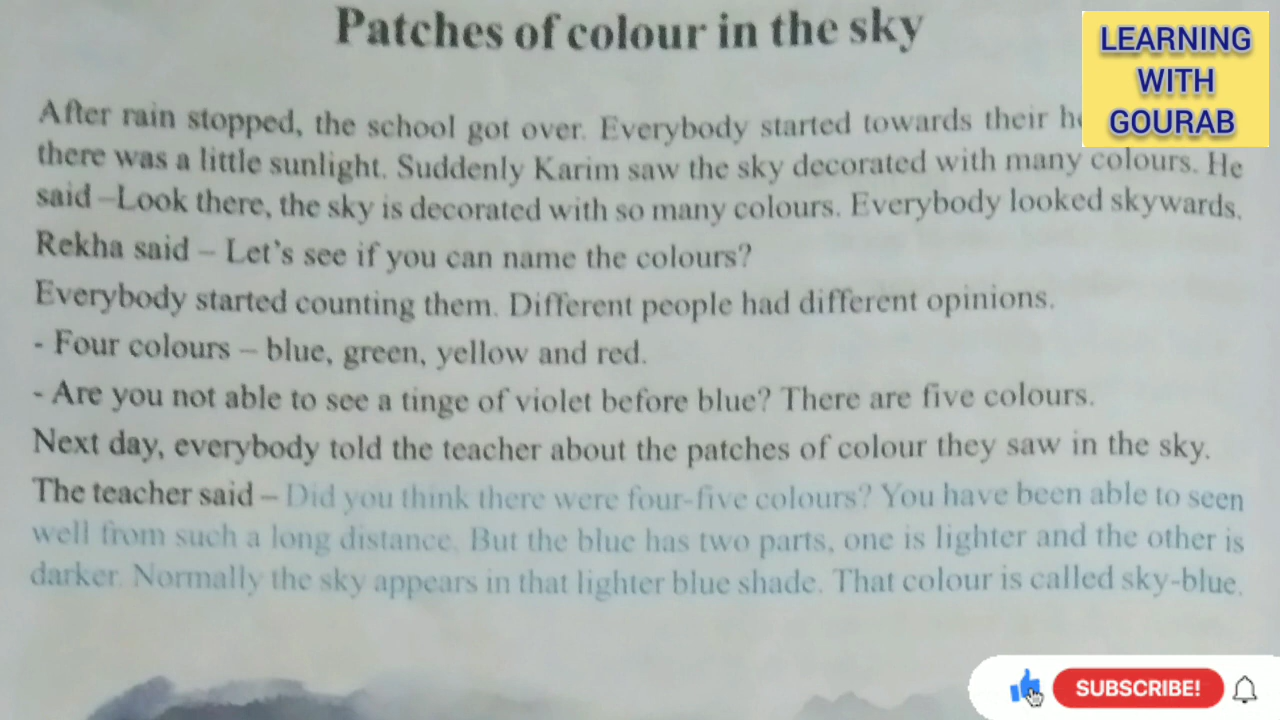 Patches of colour in the sky
LEARNING
WITH
GOURAB
After rain stopped, the school got over. Everybody started towards their
there was a little sunlight. Suddenly Karim saw the sky decorated with many colours. He
said –Look there, the sky is decorated with so many colours. Everybody looked skywards.
Rekha said – Let's see if you can name the colours?
Everybody started counting them. Different people had different opinions.
- Four colours – blue, green, yellow and red.
- Are you not able to see a tinge of violet before blue? There are five colours.
Next day, everybody told the teacher about the patches of colour they saw in the sky.
The teacher said – Did you think there were four-five colours? You have been able to seen
well from such a long distance. But the blue has two parts, one is lighter and the other is
darker. Normally the sky appears in that lighter blue shade. That colour is called sky-blue.
SUBSCRIBE!